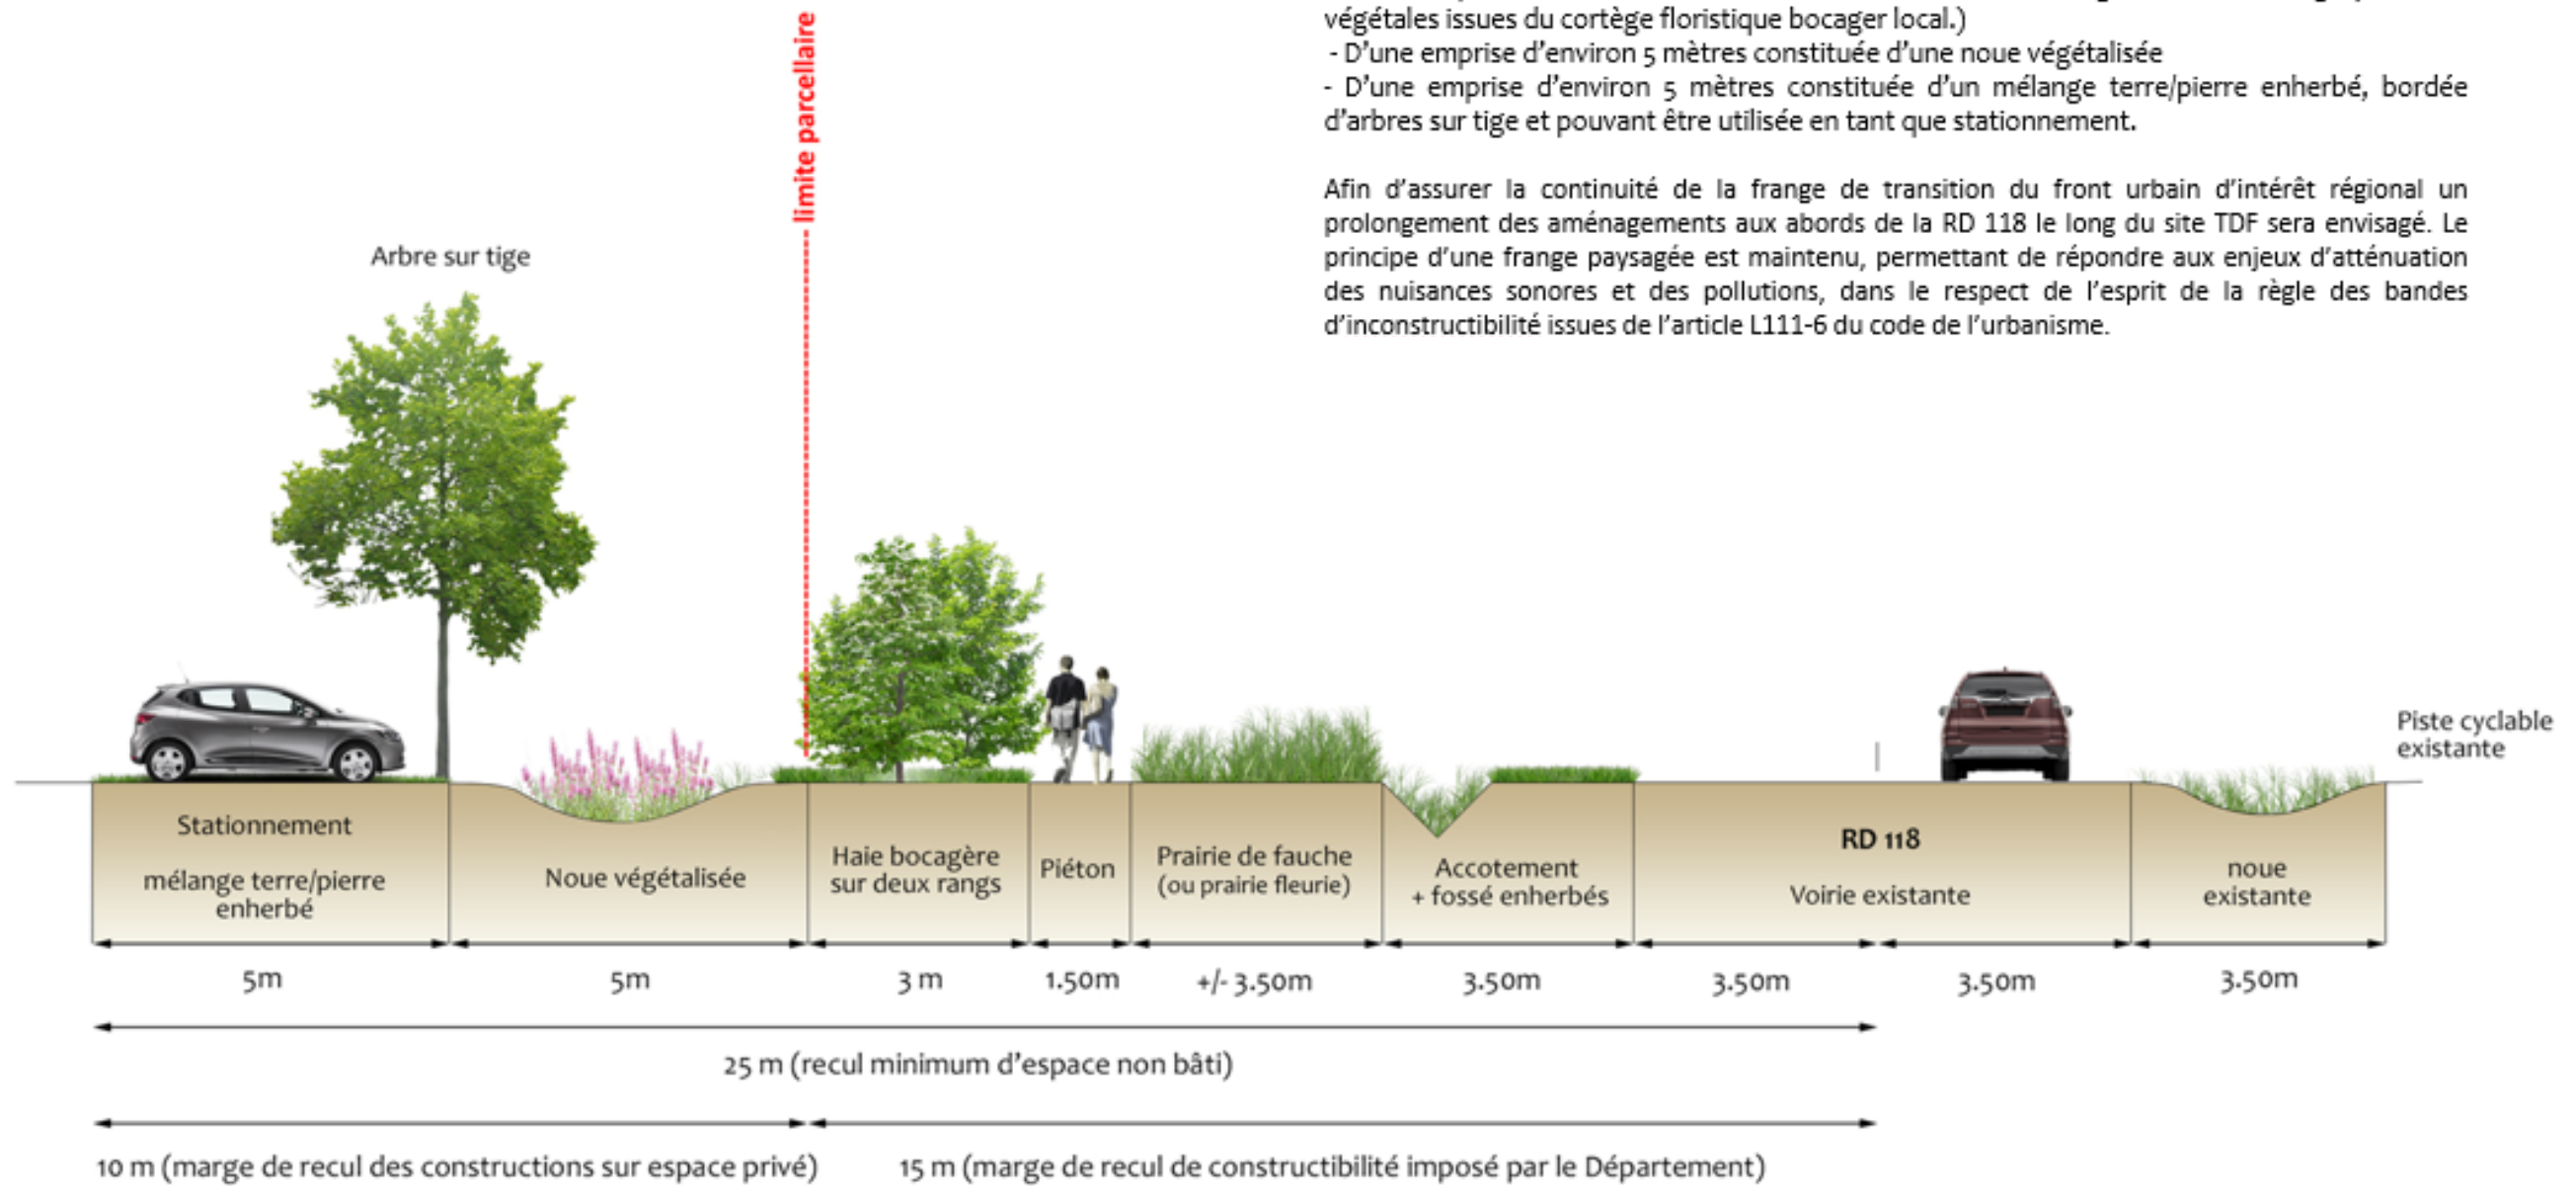 végétales issues du cortège floristique bocager local.)
- D'une emprise d'environ 5 mètres constituée d'une noue végétalisée
- D'une emprise d'environ 5 mètres constituée d'un mélange terre/pierre enherbé, bordée
d'arbres sur tige et pouvant être utilisée en tant que stationnement.
Afin d'assurer la continuité de la frange de transition du front urbain d'intérêt régional un
prolongement des aménagements aux abords de la RD 118 le long du site TDF sera envisagé. Le
principe d'une frange paysagée est maintenu, permettant de répondre aux enjeux d'atténuation
des nuisances sonores et des pollutions, dans le respect de l'esprit de la règle des bandes
d'inconstructibilité issues de l'article L111-6 du code de l'urbanisme.
limite parcellaire
Arbre sur tige
Piste cyclable
existante
Stationnement
mélange terre/pierre
enherbé
Noue végétalisée
Haie bocagère
sur deux rangs
Piéton
Prairie de fauche
(ou prairie fleurie)
Accotement
+ fossé enherbés
RD 118
Voirie existante
noue
existante
5m
5m
3 m
1.50m
+/- 3.50m
3.50m
3.50m
3.50m
3.50m
25 m (recul minimum d'espace non bâti)
10 m (marge de recul des constructions sur espace privé)
15 m (marge de recul de constructibilité imposé par le Département)